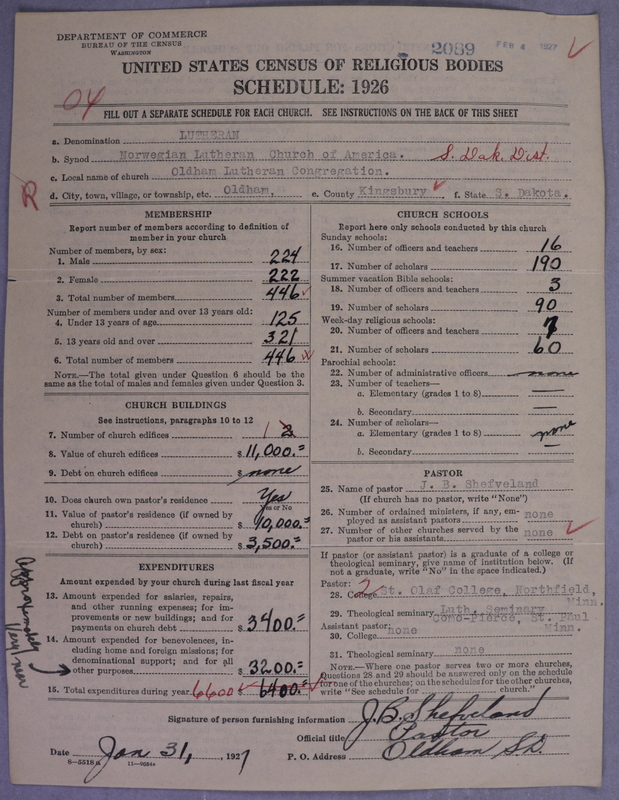 DEPARTMENT OF COMMERCE
BUREAU OF THE CENSUS
WASHINGTON
2089
FEB 4 1927
UNITED STATES CENSUS OF RELIGIOUS BODIES
SCHEDULE: 1926
04
FILL OUT A SEPARATE SCHEDULE FOR EACH CHURCH. SEE INSTRUCTIONS ON THE BACK OF THIS SHEET
a. Denomination LUTHERAN
b. Synod Norwegian Lutheran Church of America. S. Dak. Dist.
c. Local name of church Oldham Lutheran Congregation.
R
d. City, town, village, or township, etc. Oldham, e. County Kingsbury f. State S. Dakota.
MEMBERSHIP
Report number of members according to definition of
member in your church
Number of members, by sex:
1. Male 224
2. Female 222
3. Total number of members 446
Number of members under and over 13 years old:
4. Under 13 years of age 125
5. 13 years old and over 321
6. Total number of members 446
NOTE.—The total given under Question 6 should be
same as the total of males and females given under Question 3.
CHURCH BUILDINGS
See instructions, paragraphs 10 to 12
7. Number of church edifices 1 2
8. Value of church edifices $ 11,000.=
9. Debt on church edifices $ none
10. Does church own pastor's residence Yes
Yes or No
11. Value of pastor's residence (if owned by
church) $ 10,000.=
12. Debt on pastor's residence (if owned by
church) $ 3,500.=
EXPENDITURES
Amount expended by your church during last fiscal year
13. Amount expended for salaries, repairs,
and other running expenses; for im-
provements or new buildings; and for
payments on church debt $ 3400.=
14. Amount expended for benevolences, in-
cluding home and foreign missions; for
denominational support; and for all
other purposes $ 3200.=
Approximately
Very near
15. Total expenditures during year 6600 6400.=
CHURCH SCHOOLS
Report here only schools conducted by this church
Sunday schools:
16. Number of officers and teachers 16
17. Number of scholars 190
Summer vacation Bible schools:
18. Number of officers and teachers 3
19. Number of scholars 90
Week-day religious schools:
20. Number of officers and teachers
21. Number of scholars 60
Parochial schools:
22. Number of administrative officers none
23. Number of teachers—
a. Elementary (grades 1 to 8) —
b. Secondary —
24. Number of scholars—
a. Elementary (grades 1 to 8) none
b. Secondary —
PASTOR
25. Name of pastor J. B. Shefveland
(If church has no pastor, write "None")
26. Number of ordained ministers, if any, em-
ployed as assistant pastors none
27. Number of other churches served by the
pastor or his assistant none
If pastor (or assistant pastor) is a graduate of a college or
theological seminary, give name of institution below. (If
not a graduate, write "No" in the space indicated.)
Pastor: 2
28. College St. Olaf College, Northfield,
Minn.
29. Theological seminary Luth. Seminary
Como-Pierce, St. Paul
Assistant pastor: Minn.
30. College none
31. Theological seminary none
NOTE.—Where one pastor serves two or more churches,
Questions 28 and 29 should be answered only on the schedule
for one of the churches; on the schedules for the other churches,
write "See schedule for church."
Signature of person furnishing information J. B. Shefveland
Official title Pastor
Date Jan 31, 1927 P. O. Address Oldham S.D.
8—5518a 11—9084